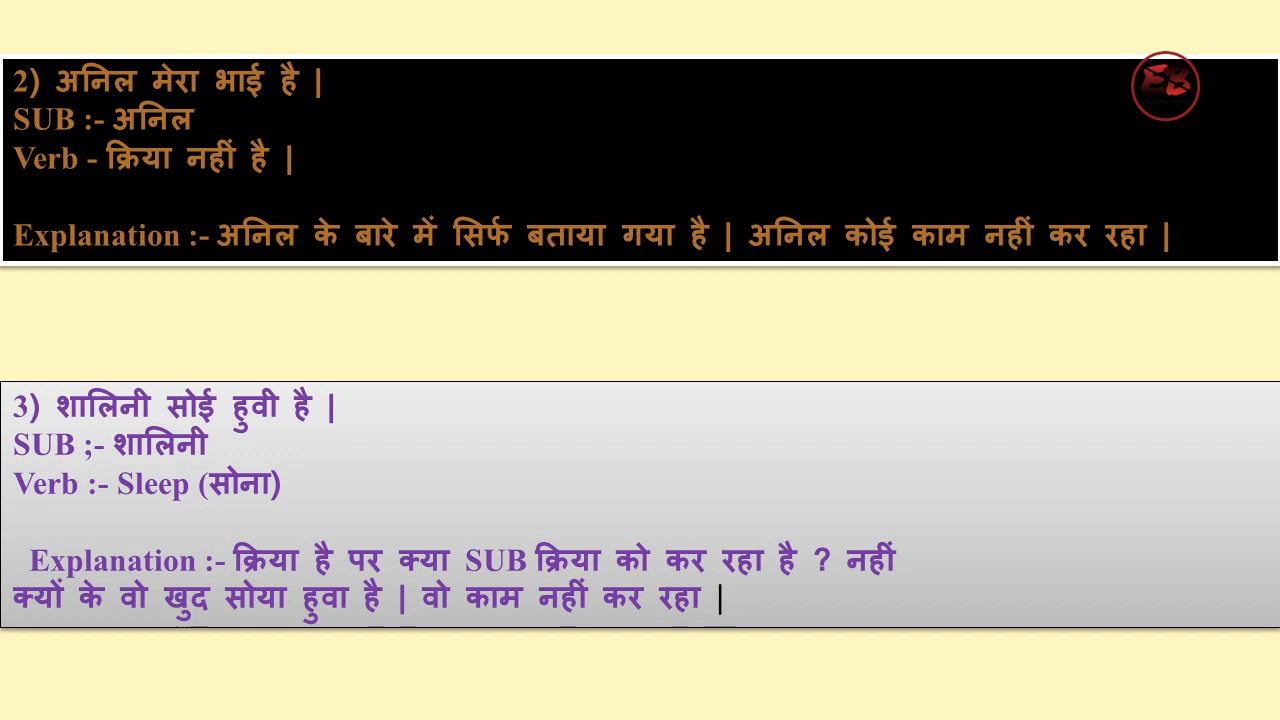 2) अनिल मेरा भाई है |
SUB :- अनिल
Verb - क्रिया नहीं है |
Explanation :- अनिल के बारे में सिर्फ बताया गया है | अनिल कोई काम नहीं कर रहा |
3) शालिनी सोई हुवी है |
SUB ;- शालिनी
Verb :- Sleep (सोना)
Explanation :- क्रिया है पर क्या SUB क्रिया को कर रहा है ? नहीं
क्यों के वो खुद सोया हुवा है | वो काम नहीं कर रहा |